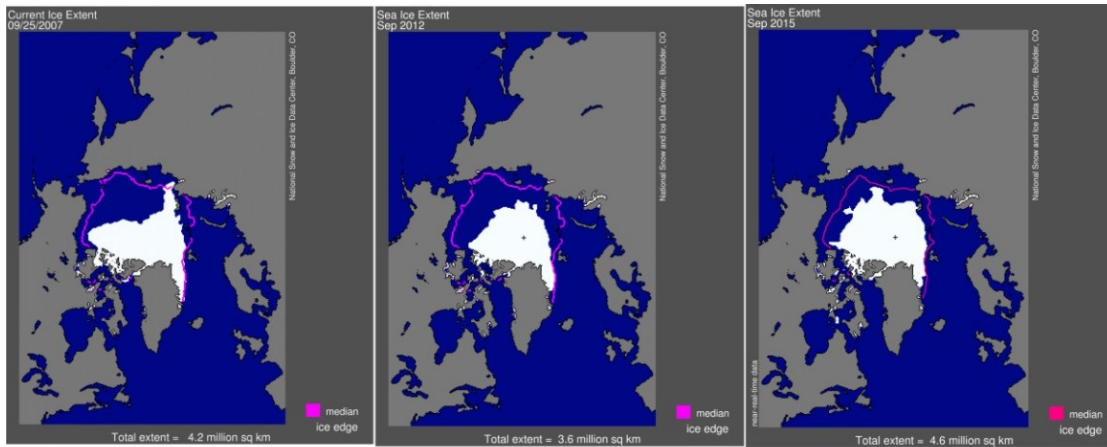 Current Ice Extent
09/25/2007
National Snow and Ice Data Center, Boulder, CO
median
ice edge
Total extent = 4.2 million sq km
Sea Ice Extent
Sep 2012
National Snow and Ice Data Center, Boulder, CO
median
ice edge
Total extent = 3.6 million sq km
Sea Ice Extent
Sep 2015
National Snow and Ice Data Center, Boulder, CO
near-real-time data
median
ice edge
Total extent = 4.6 million sq km